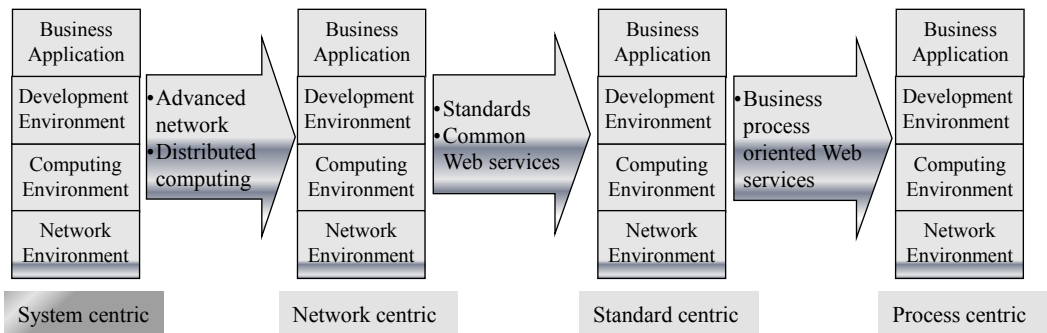 Business
Application
Development
Environment
Computing
Environment
Network
Environment
•Advanced
network
•Distributed
computing
Business
Application
Development
Environment
Computing
Environment
Network
Environment
•Standards
•Common
Web services
Business
Application
Development
Environment
Computing
Environment
Network
Environment
•Business
process
oriented Web
services
Business
Application
Development
Environment
Computing
Environment
Network
Environment
System centric
Network centric
Standard centric
Process centric